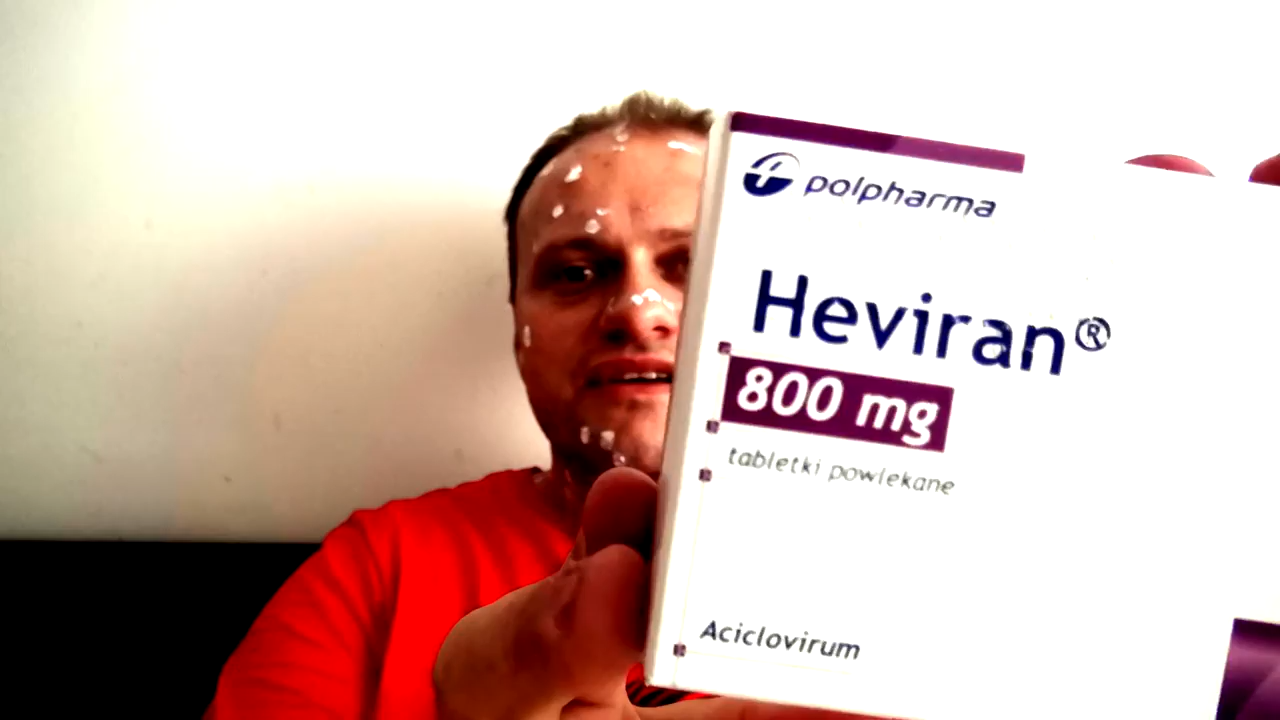 polpharma
Heviran®
800 mg
tabletki powlekane
Aciclovirum